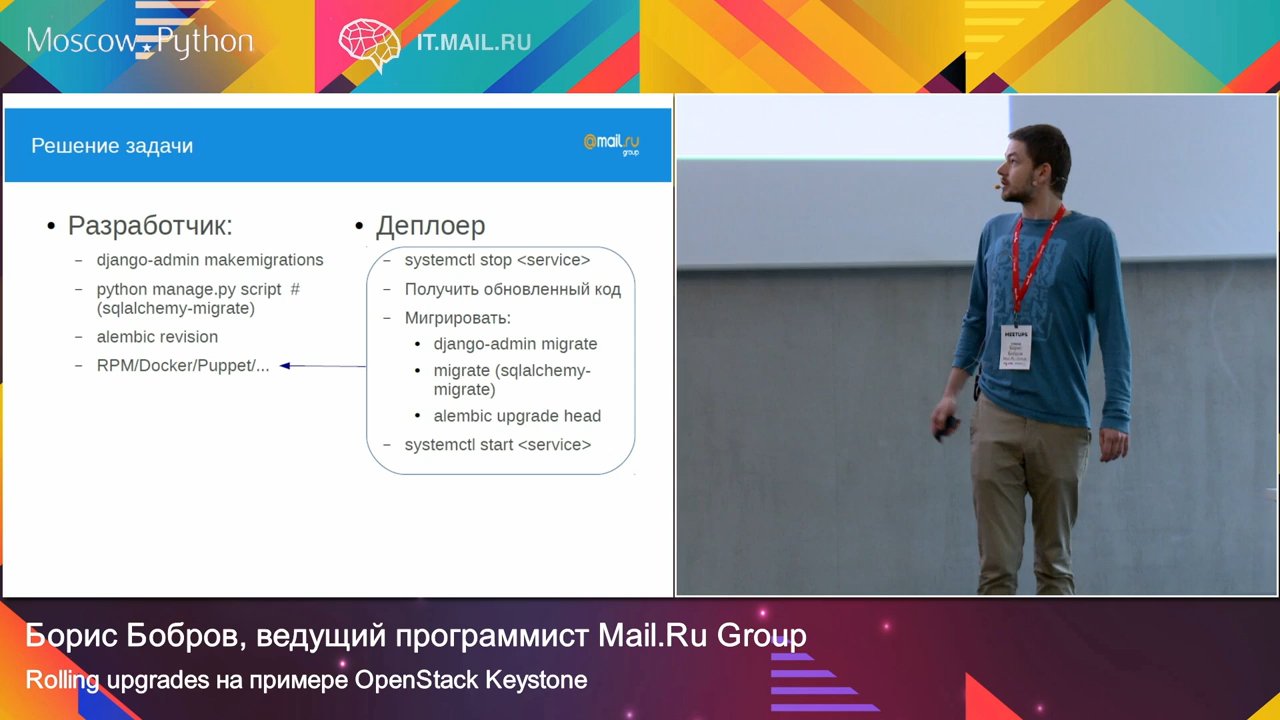 Moscow Python
IT.MAIL.RU
Решение задачи
@mail.ru
group
• Разработчик:
– django-admin makemigrations
– python manage.py script #
(sqlalchemy-migrate)
– alembic revision
– RPM/Docker/Puppet/...
• Деплоер
– systemctl stop <service>
– Получить обновленный код
– Мигрировать:
• django-admin migrate
• migrate (sqlalchemy-
migrate)
• alembic upgrade head
– systemctl start <service>
MEETUPS
Борис
Бобров
Борис Бобров, ведущий программист Mail.Ru Group
Rolling upgrades на примере OpenStack Keystone